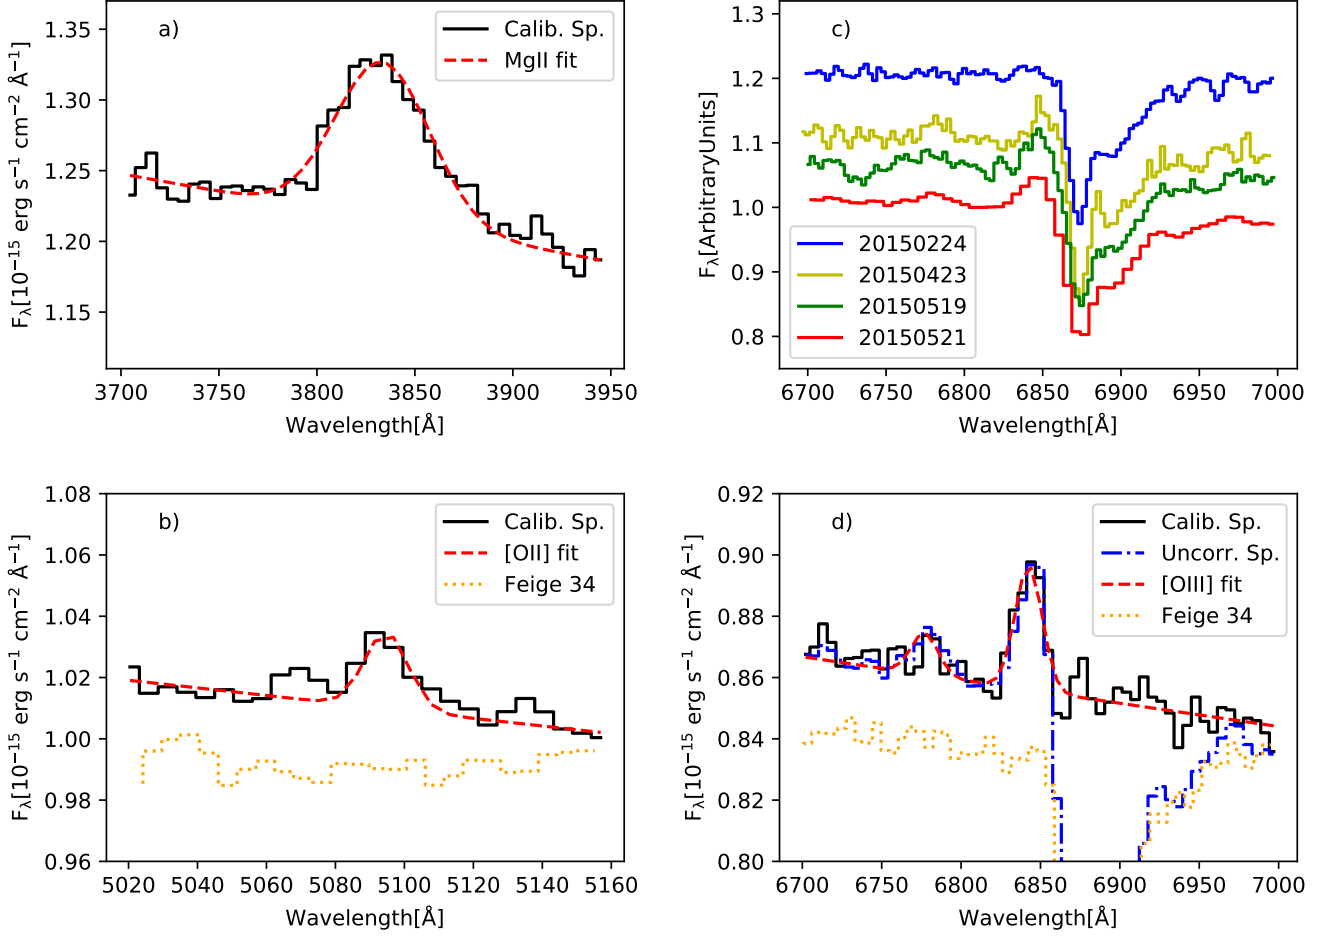 a)
Calib. Sp.
MgII fit
1.35
1.30
1.25
1.20
1.15
Fλ[10⁻¹⁵ erg s⁻¹ cm⁻² Å⁻¹]
3700 3750 3800 3850 3900 3950
Wavelength[Å]
c)
1.3
1.2
1.1
1.0
0.9
0.8
Fλ[ArbitraryUnits]
20150224
20150423
20150519
20150521
6700 6750 6800 6850 6900 6950 7000
Wavelength[Å]
b)
Calib. Sp.
[OII] fit
Feige 34
1.08
1.06
1.04
1.02
1.00
0.98
0.96
Fλ[10⁻¹⁵ erg s⁻¹ cm⁻² Å⁻¹]
5020 5040 5060 5080 5100 5120 5140 5160
Wavelength[Å]
d)
Calib. Sp.
Uncorr. Sp.
[OIII] fit
Feige 34
0.92
0.90
0.88
0.86
0.84
0.82
0.80
Fλ[10⁻¹⁵ erg s⁻¹ cm⁻² Å⁻¹]
6700 6750 6800 6850 6900 6950 7000
Wavelength[Å]